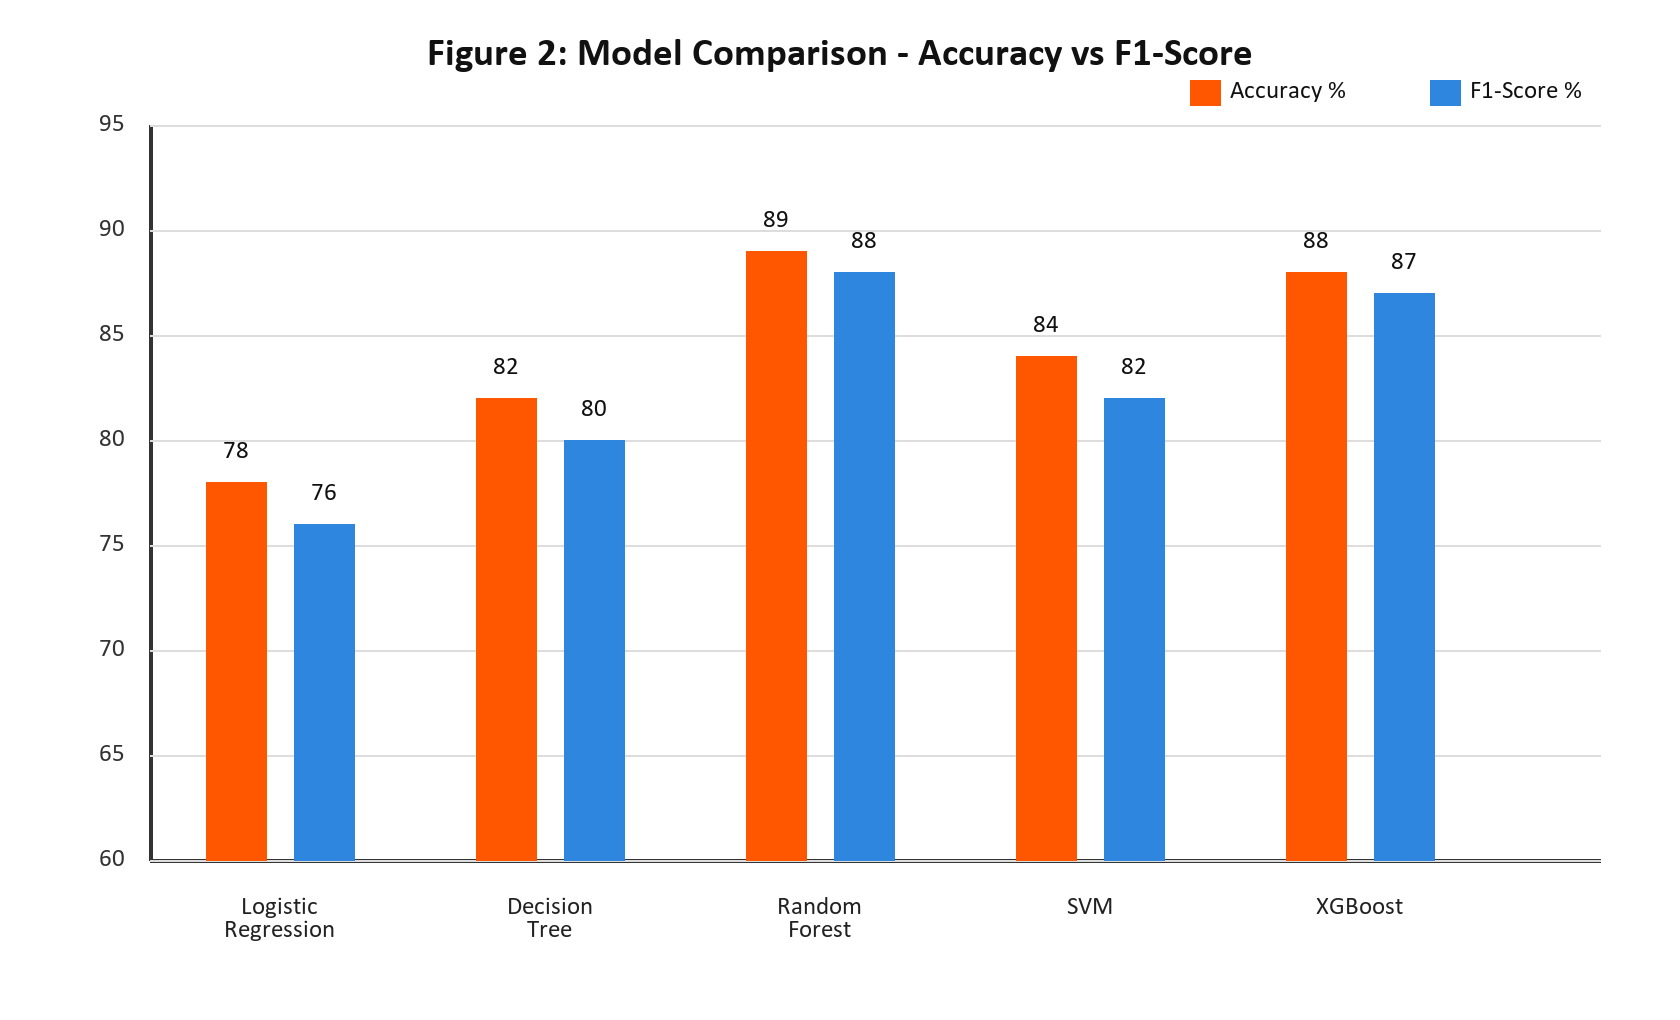 Figure 2: Model Comparison - Accuracy vs F1-Score
Accuracy %
F1-Score %
95
90
85
80
75
70
65
60
78
76
82
80
89
88
84
82
88
87
Logistic
Regression
Decision
Tree
Random
Forest
SVM
XGBoost